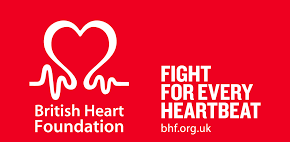 British Heart
Foundation
FIGHT
FOR EVERY
HEARTBEAT
bhf.org.uk